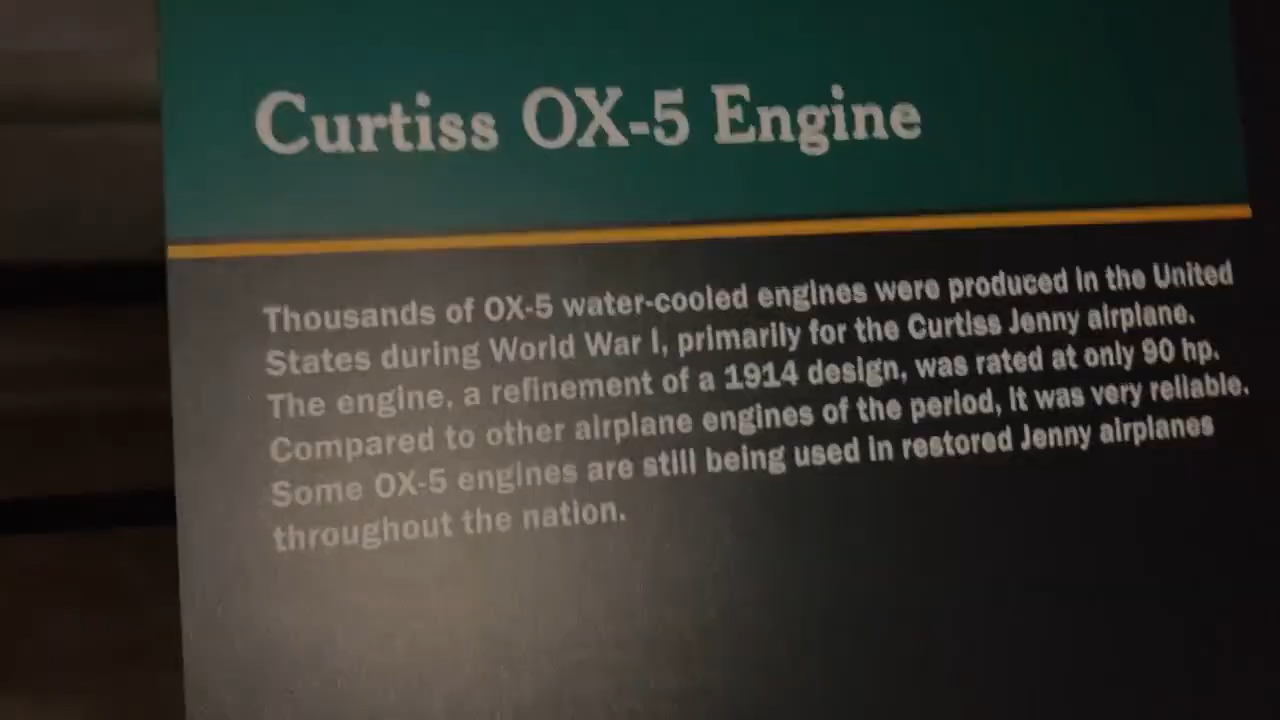 Curtiss OX-5 Engine
Thousands of OX-5 water-cooled engines were produced in the United
States during World War I, primarily for the Curtiss Jenny airplane.
The engine, a refinement of a 1914 design, was rated at only 90 hp.
Compared to other airplane engines of the period, it was very reliable.
Some OX-5 engines are still being used in restored Jenny airplanes
throughout the nation.